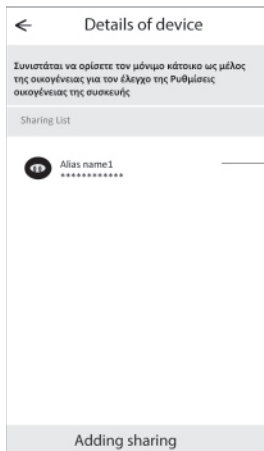 Details of device
Συνιστάται να ορίσετε τον μόνιμο κάτοικο ως μέλος
της οικογένειας για τον έλεγχο της Ρυθμίσεις
οικογένειας της συσκευής
Sharing List
Alias name1
************
Adding sharing